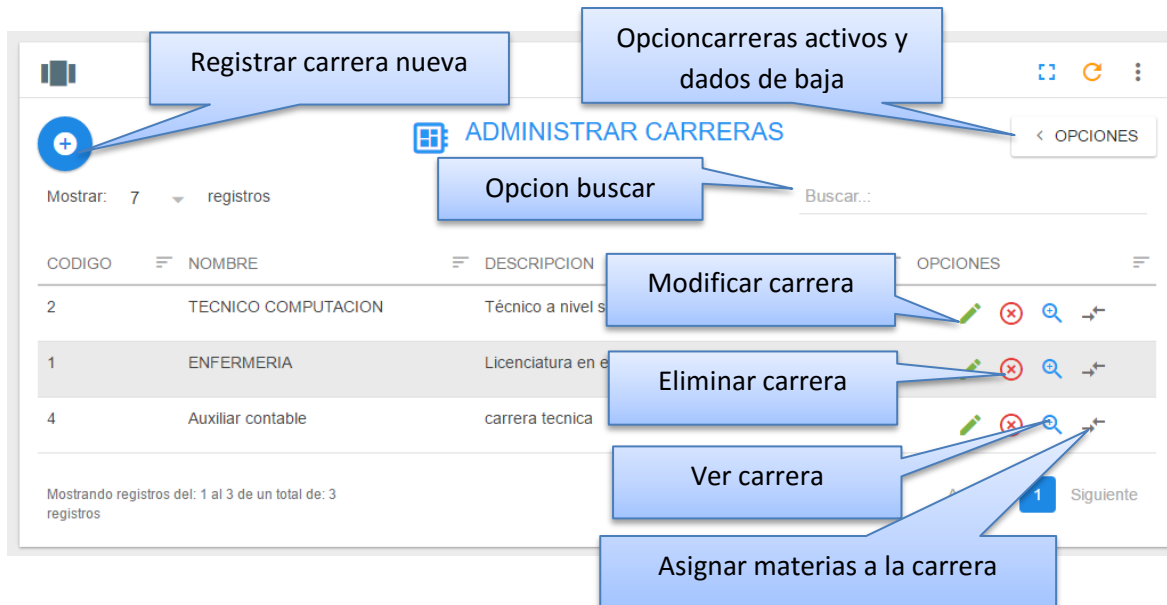 Registrar carrera nueva
Opcioncarreras activos y
dados de baja
ADMINISTRAR CARRERAS
OPCIONES
Mostrar: 7 registros
Opcion buscar
Buscar..:
CODIGO NOMBRE DESCRIPCION OPCIONES
Modificar carrera
2 TECNICO COMPUTACION Técnico a nivel s
1 ENFERMERIA Licenciatura en e
Eliminar carrera
4 Auxiliar contable carrera tecnica
Ver carrera
Mostrando registros del: 1 al 3 de un total de: 3
registros
1 Siguiente
Asignar materias a la carrera